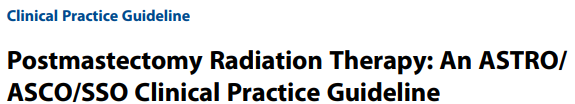 Clinical Practice Guideline
Postmastectomy Radiation Therapy: An ASTRO/
ASCO/SSO Clinical Practice Guideline